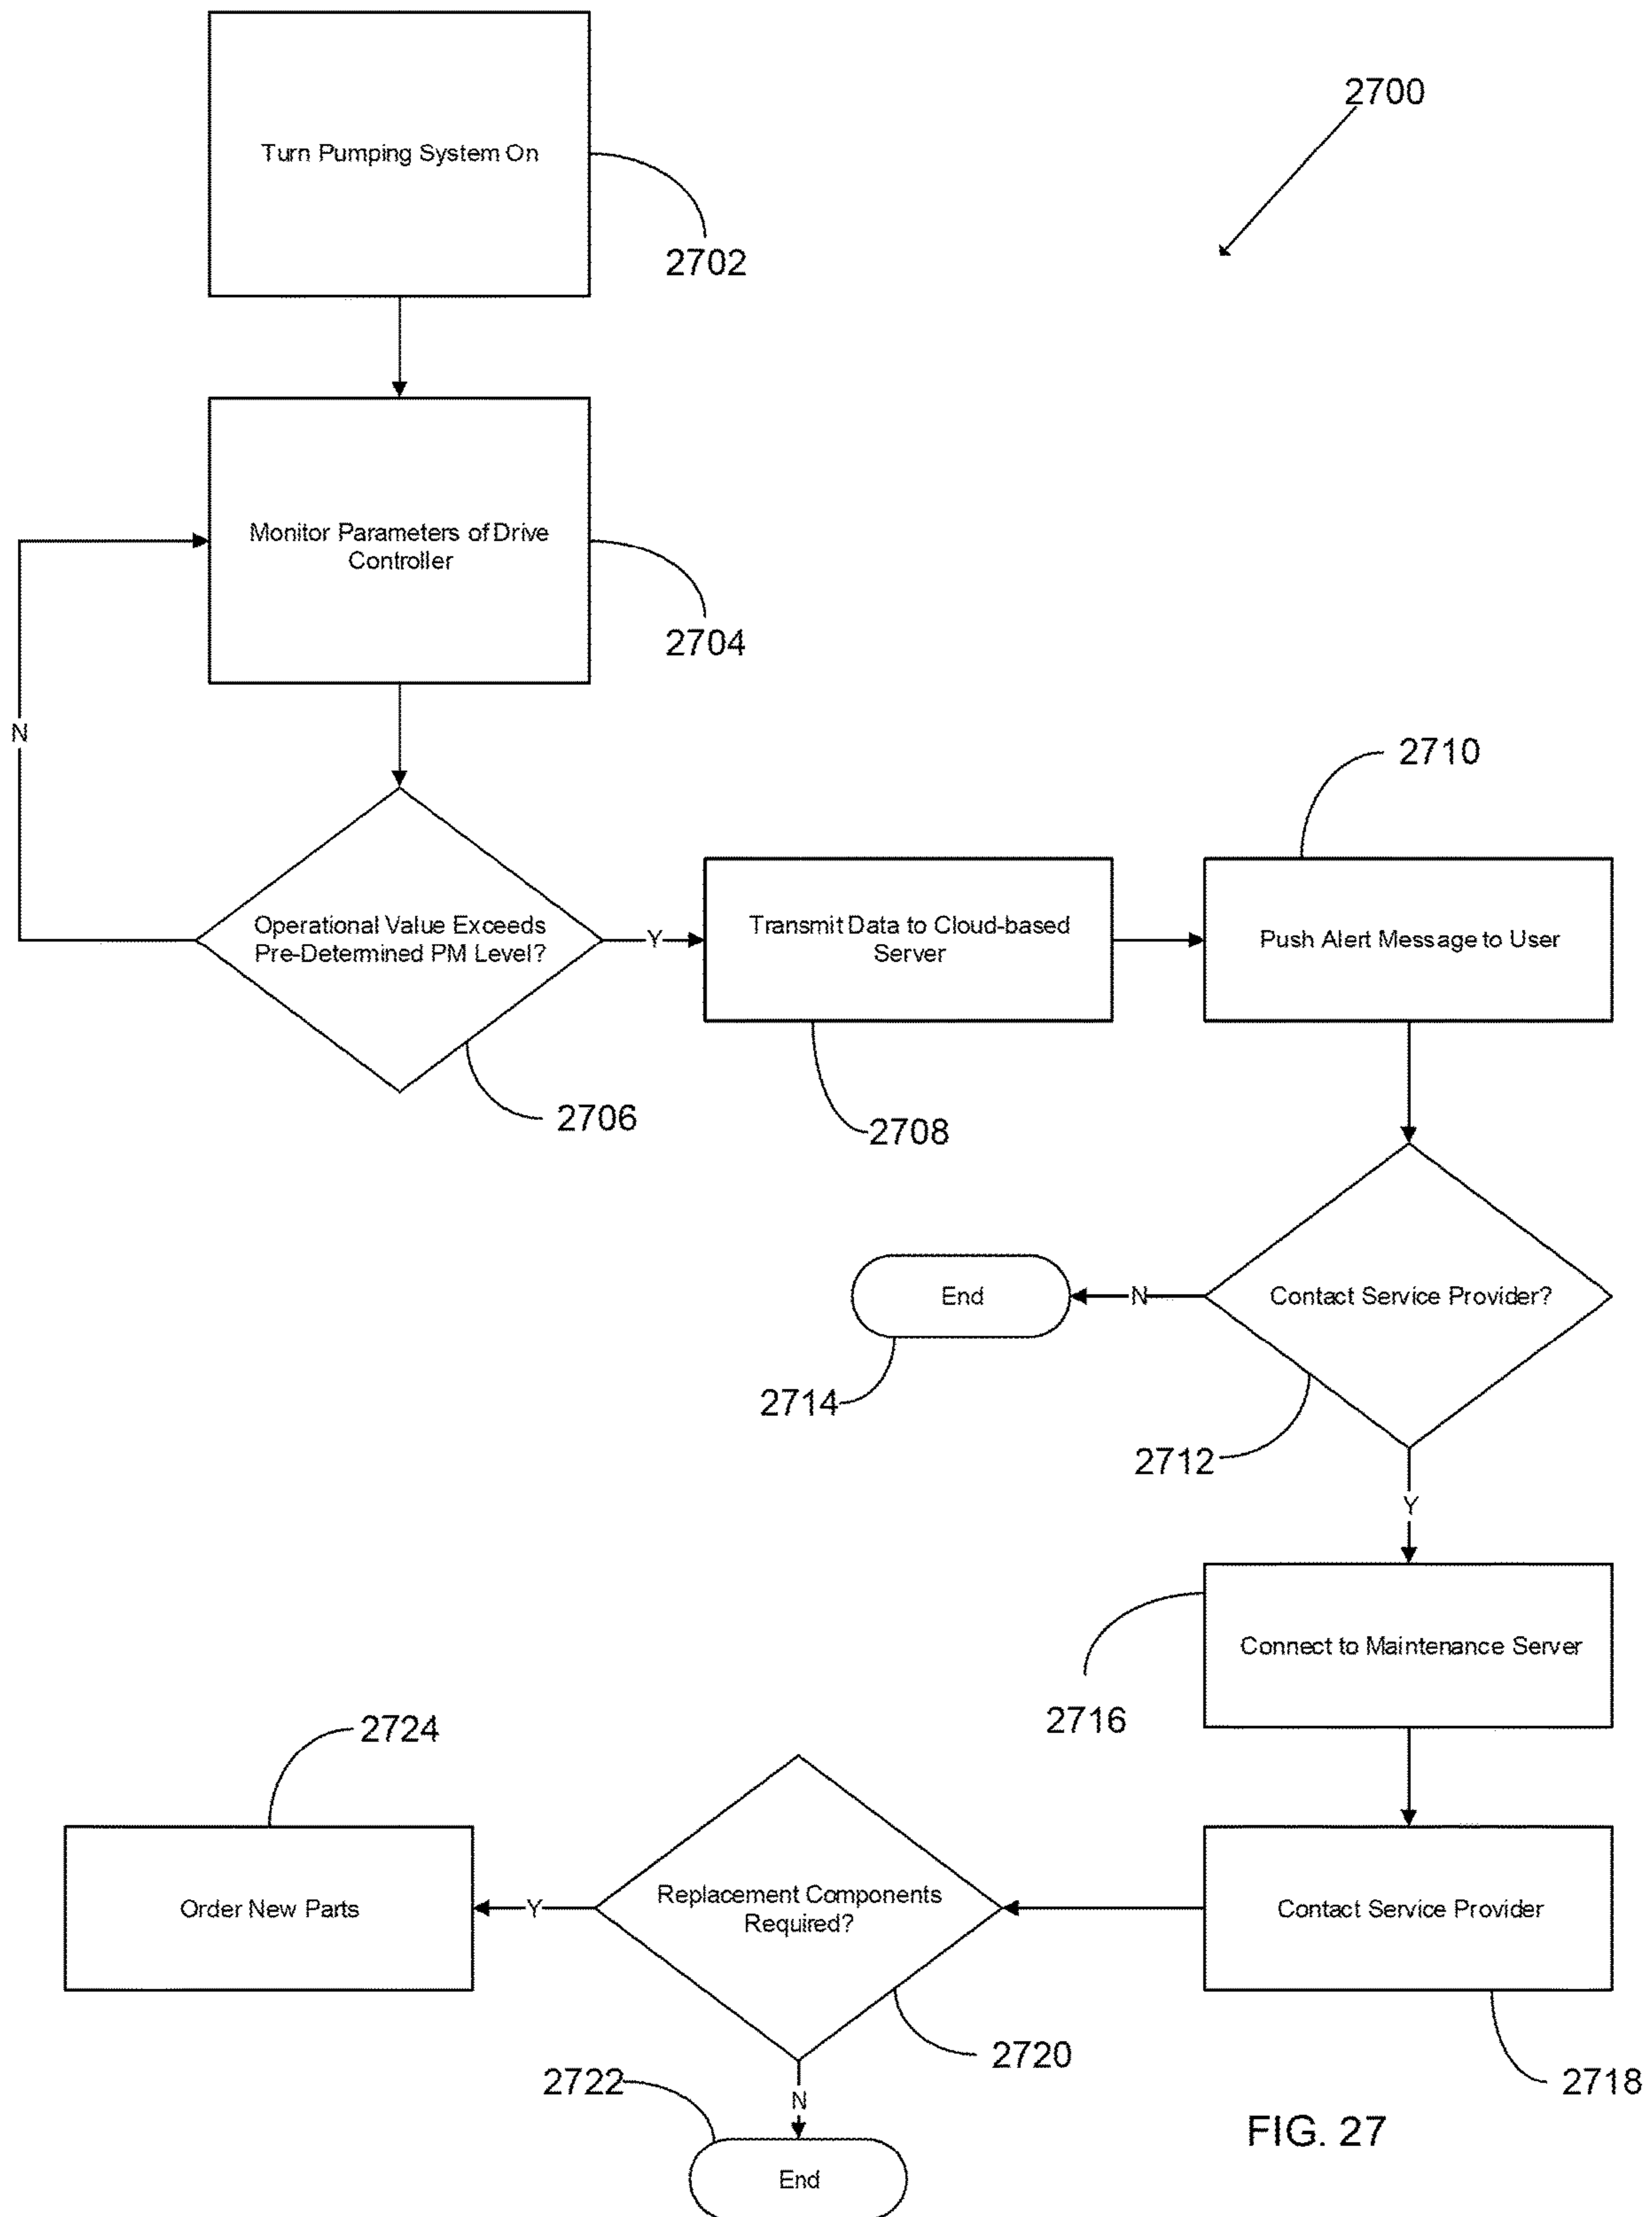 2700
Turn Pumping System On
2702
Monitor Parameters of Drive
Controller
2704
N
2710
Operational Value Exceeds
Pre-Determined PM Level?
Y
Transmit Data to Cloud-based
Server
Push Alert Message to User
2706
2708
End
N
Contact Service Provider?
2714
2712
Y
Connect to Maintenance Server
2716
2724
Order New Parts
Y
Replacement Components
Required?
Contact Service Provider
2720
2722
N
2718
FIG. 27
End